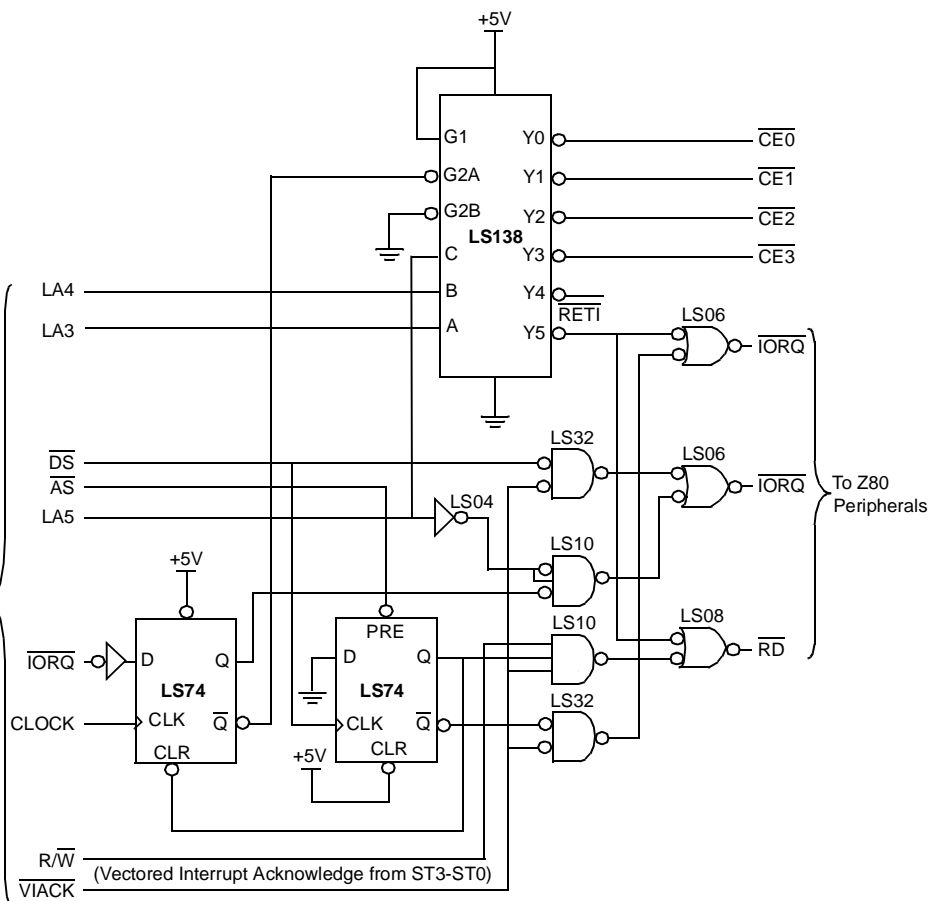 +5V
G1
Y0
CE0
G2A
Y1
CE1
G2B
Y2
CE2
LS138
C
Y3
CE3
LA4
B
Y4
LS06
RETI
LA3
A
Y5
IORQ
LS32
LS06
DS
AS
IORQ
To Z80
Peripherals
LA5
LS04
LS10
+5V
LS10
LS08
PRE
IORQ
D
Q
D
Q
RD
LS74
LS74
LS32
CLOCK
CLK
Q
CLK
Q
CLR
+5V
CLR
R/W
(Vectored Interrupt Acknowledge from ST3-ST0)
VIACK